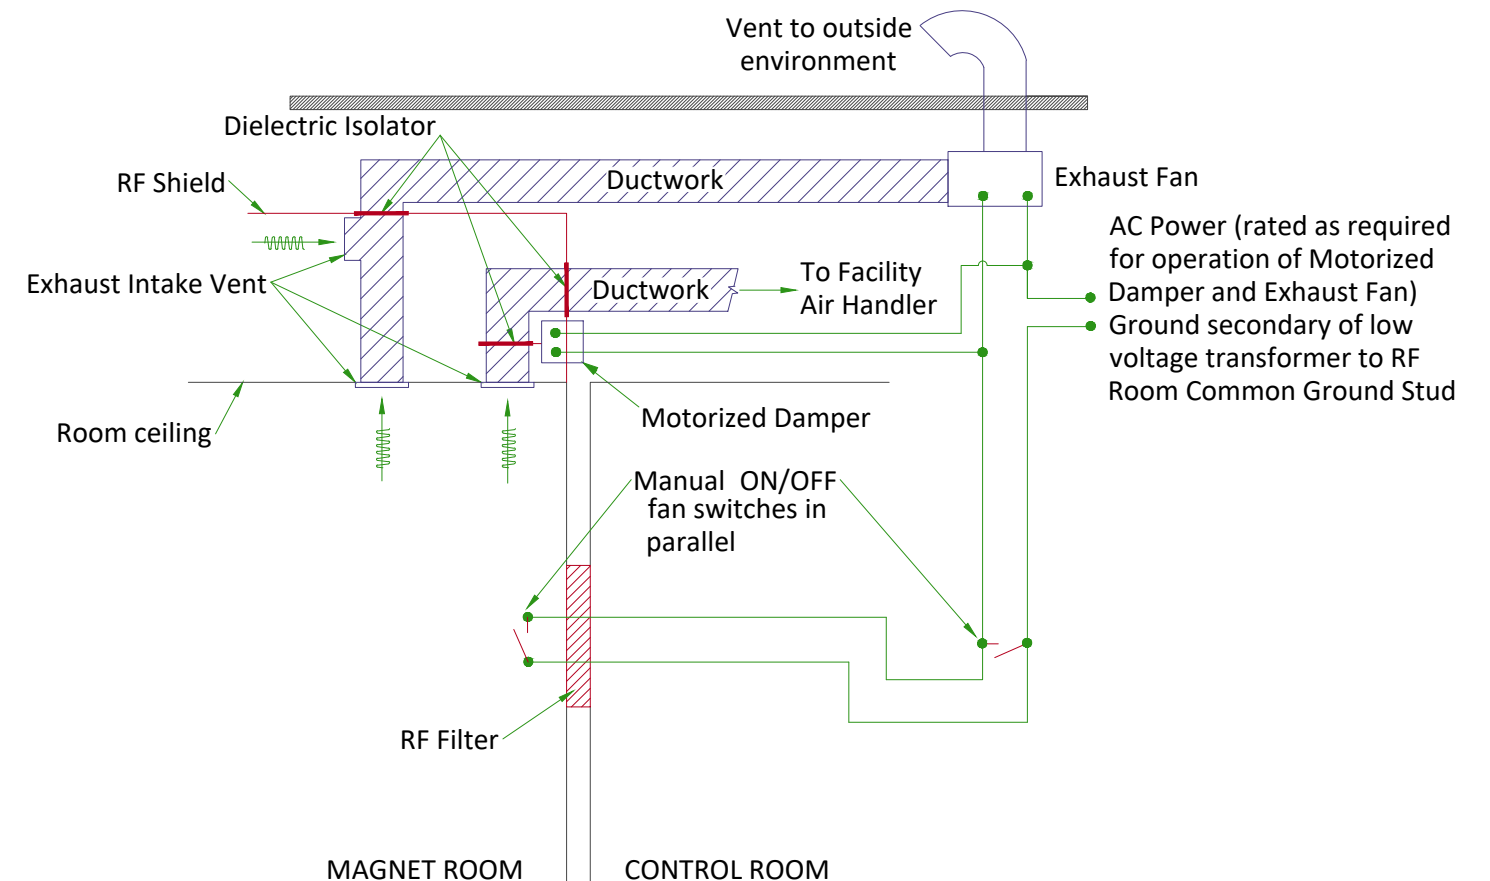 Vent to outside
environment
Dielectric Isolator
RF Shield
Ductwork
Exhaust Fan
AC Power (rated as required
for operation of Motorized
Damper and Exhaust Fan)
Ground secondary of low
voltage transformer to RF
Room Common Ground Stud
Exhaust Intake Vent
Ductwork
To Facility
Air Handler
Room ceiling
Motorized Damper
Manual ON/OFF
fan switches in
parallel
RF Filter
MAGNET ROOM
CONTROL ROOM